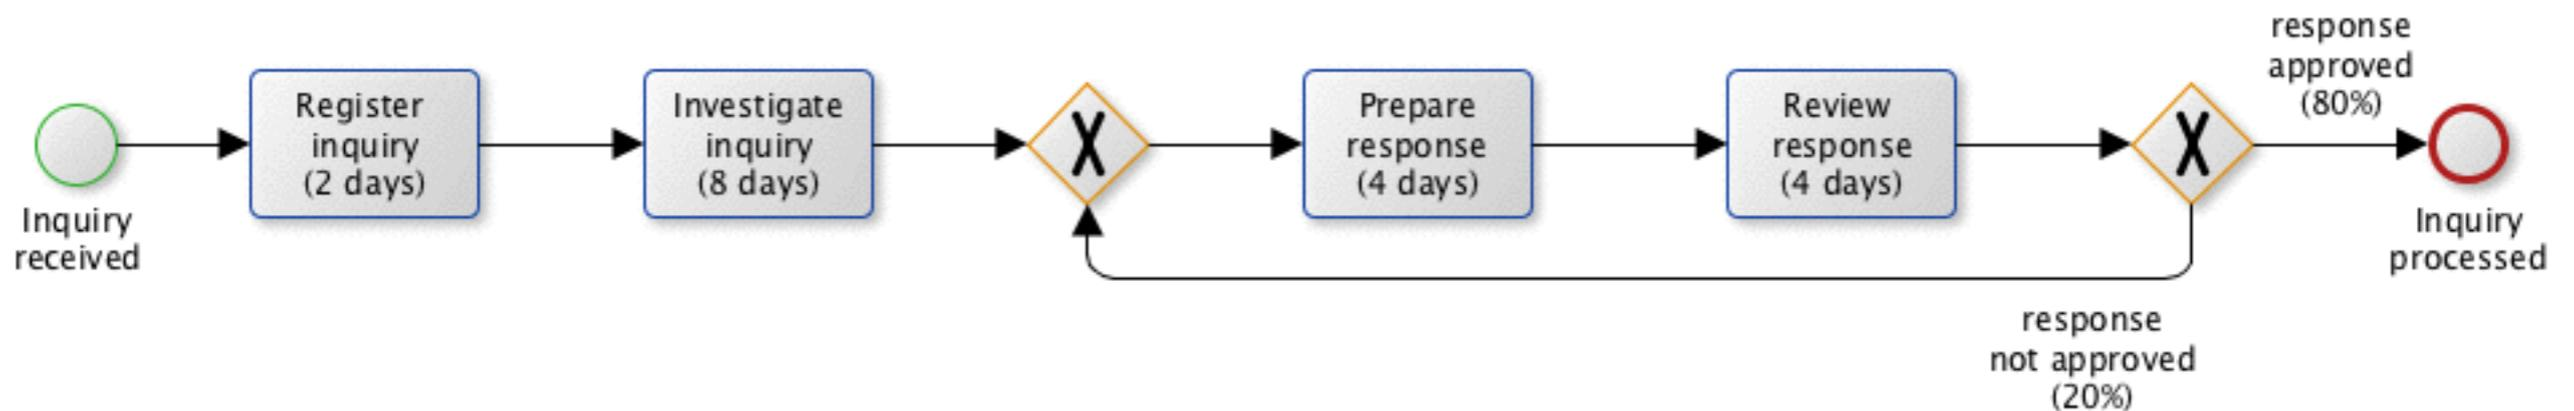 Inquiry
received
Register
inquiry
(2 days)
Investigate
inquiry
(8 days)
X
Prepare
response
(4 days)
Review
response
(4 days)
X
response
approved
(80%)
response
not approved
(20%)
Inquiry
processed